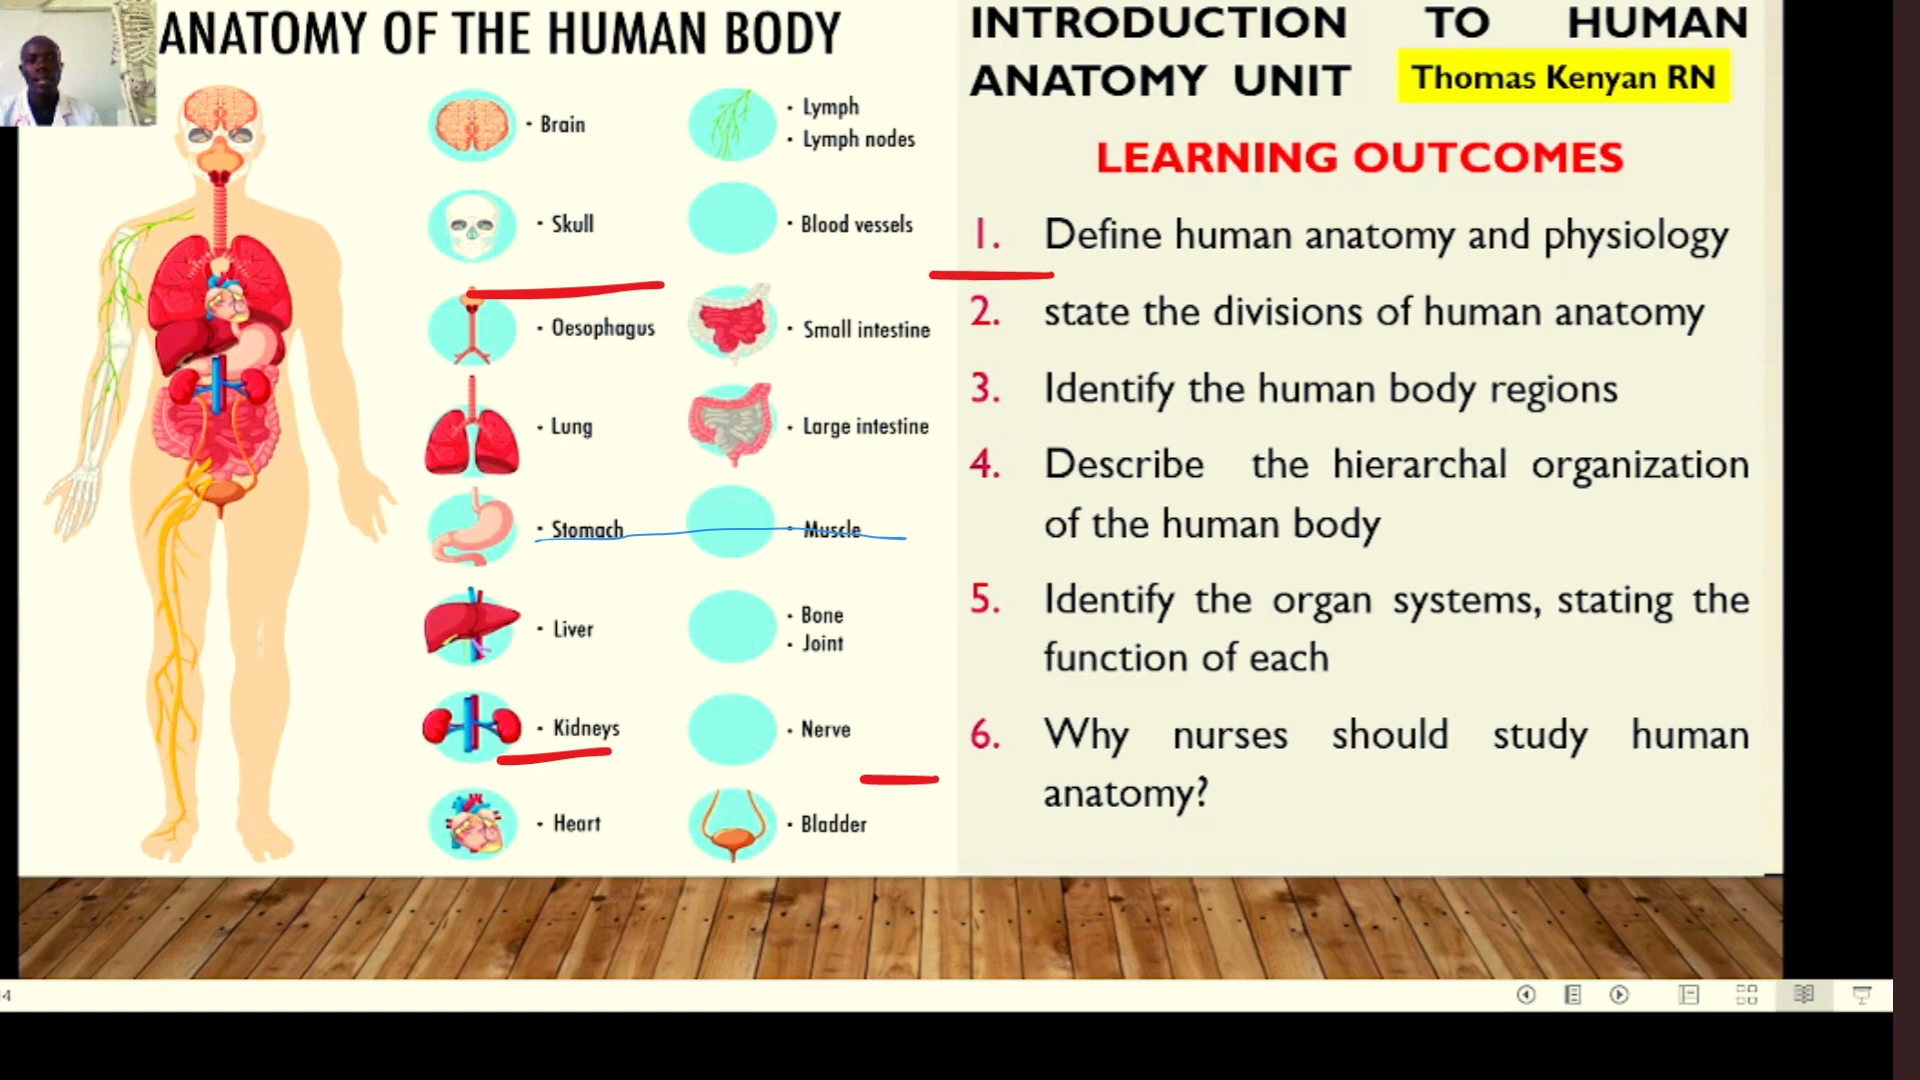 ANATOMY OF THE HUMAN BODY
• Brain
• Skull
• Oesophagus
• Lung
• Stomach
• Liver
• Kidneys
• Heart
• Lymph
• Lymph nodes
• Blood vessels
• Small intestine
• Large intestine
• Muscle
• Bone
• Joint
• Nerve
• Bladder
INTRODUCTION TO HUMAN
ANATOMY UNIT Thomas Kenyan RN
LEARNING OUTCOMES
1. Define human anatomy and physiology
2. state the divisions of human anatomy
3. Identify the human body regions
4. Describe the hierarchal organization
of the human body
5. Identify the organ systems, stating the
function of each
6. Why nurses should study human
anatomy?
14